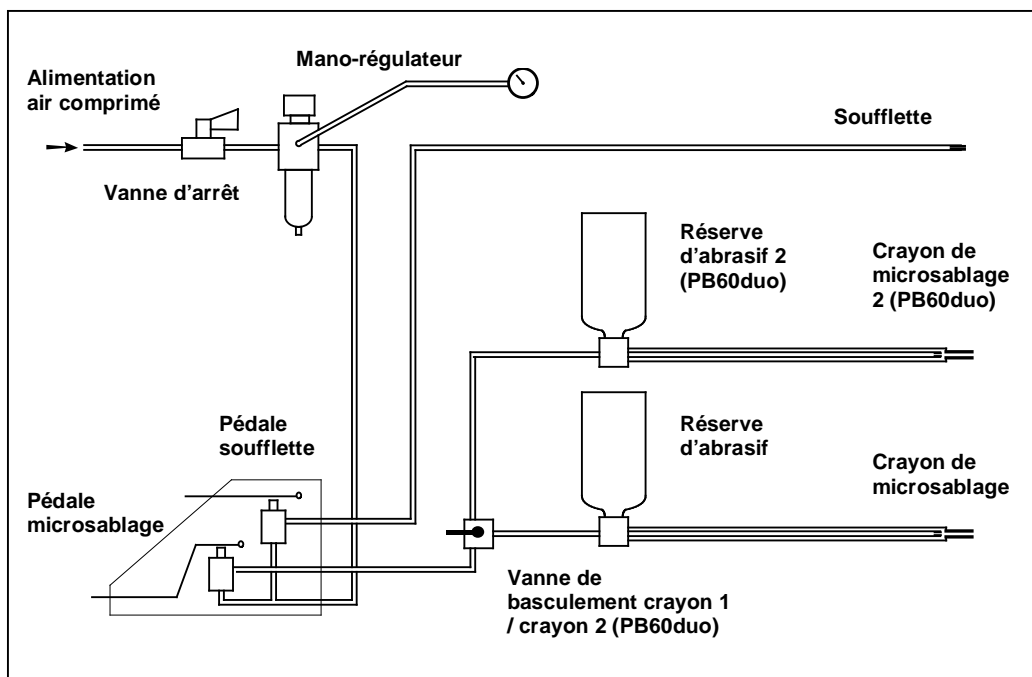 Mano-régulateur
Alimentation
air comprimé
Soufflette
Vanne d'arrêt
Réserve
d'abrasif 2
(PB60duo)
Crayon de
microsablage
2 (PB60duo)
Pédale
soufflette
Réserve
d'abrasif
Crayon de
microsablage
Pédale
microsablage
Vanne de
basculement crayon 1
/ crayon 2 (PB60duo)